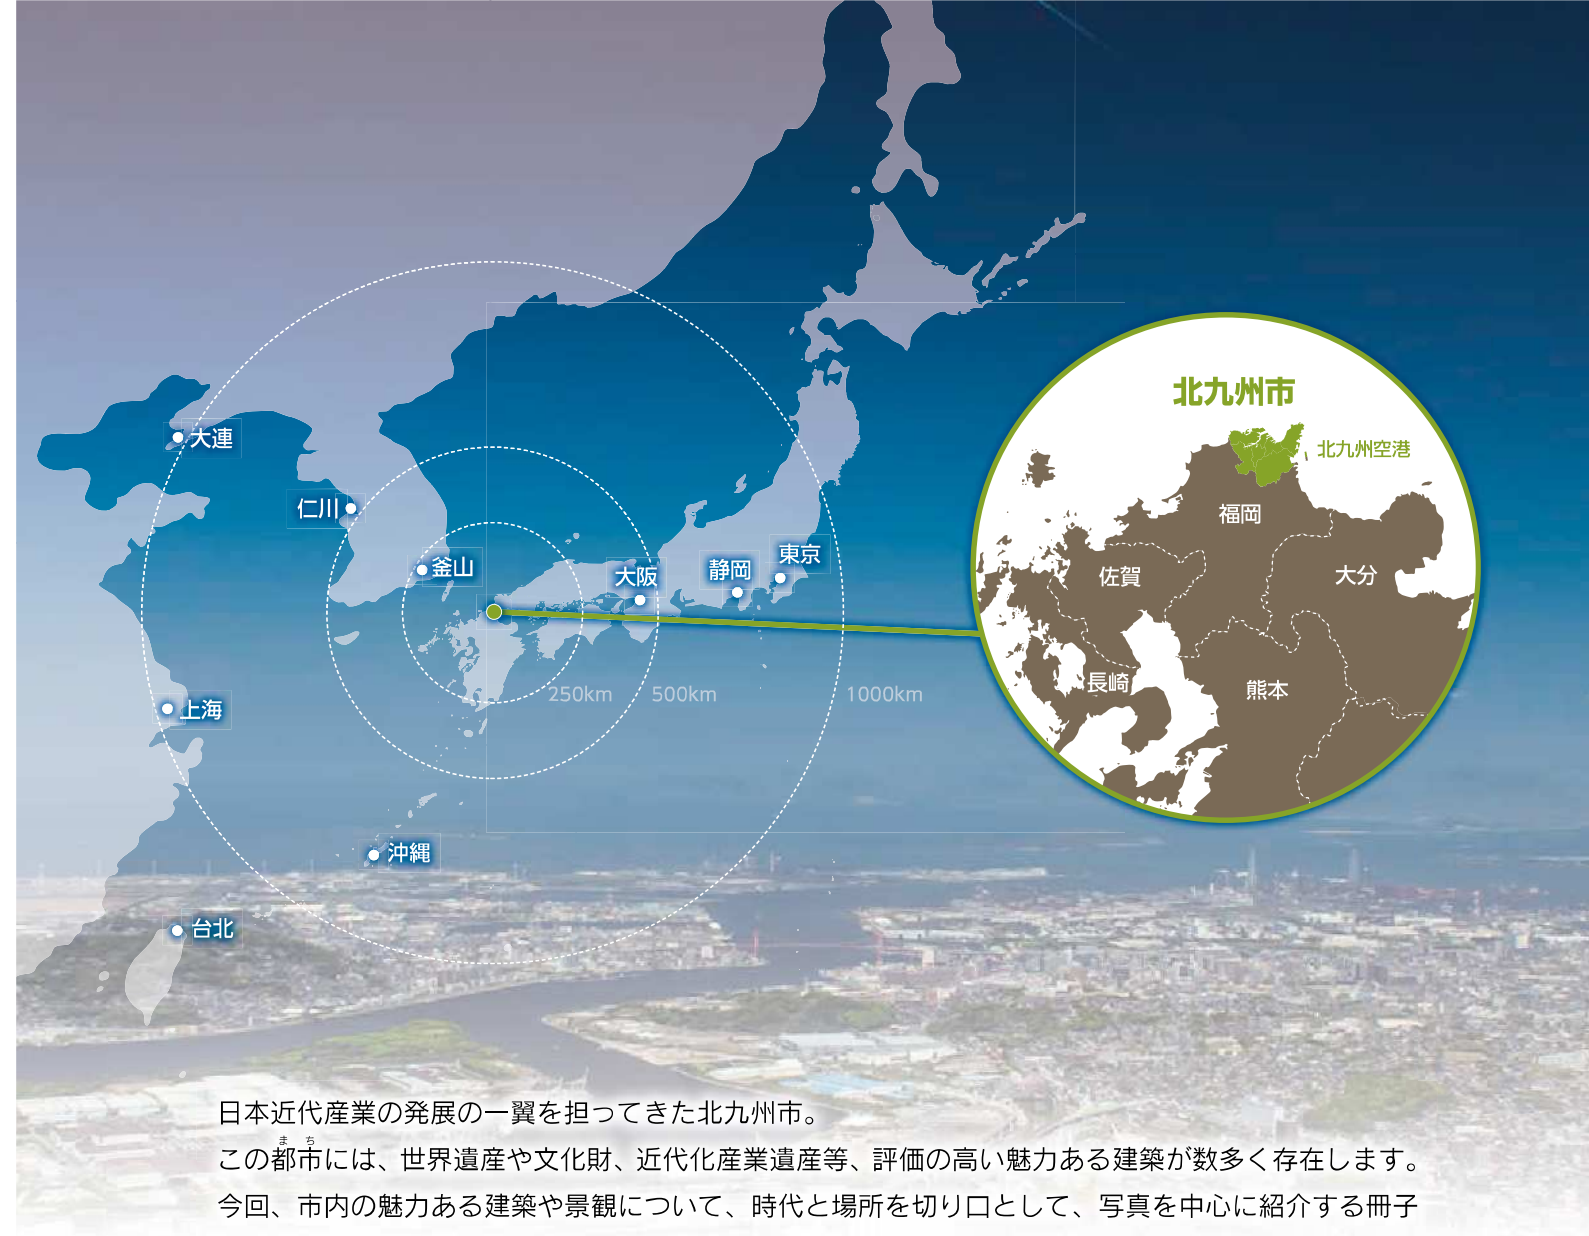 北九州市
北九州空港
福岡
佐賀
大分
長崎
熊本
大連
仁川
釜山
大阪
静岡
東京
250km
500km
1000km
上海
沖縄
台北
日本近代産業の発展の一翼を担ってきた北九州市。
まち
この都市には、世界遺産や文化財、近代化産業遺産等、評価の高い魅力ある建築が数多く存在します。
今回、市内の魅力ある建築や景観について、時代と場所を切り口として、写真を中心に紹介する冊子